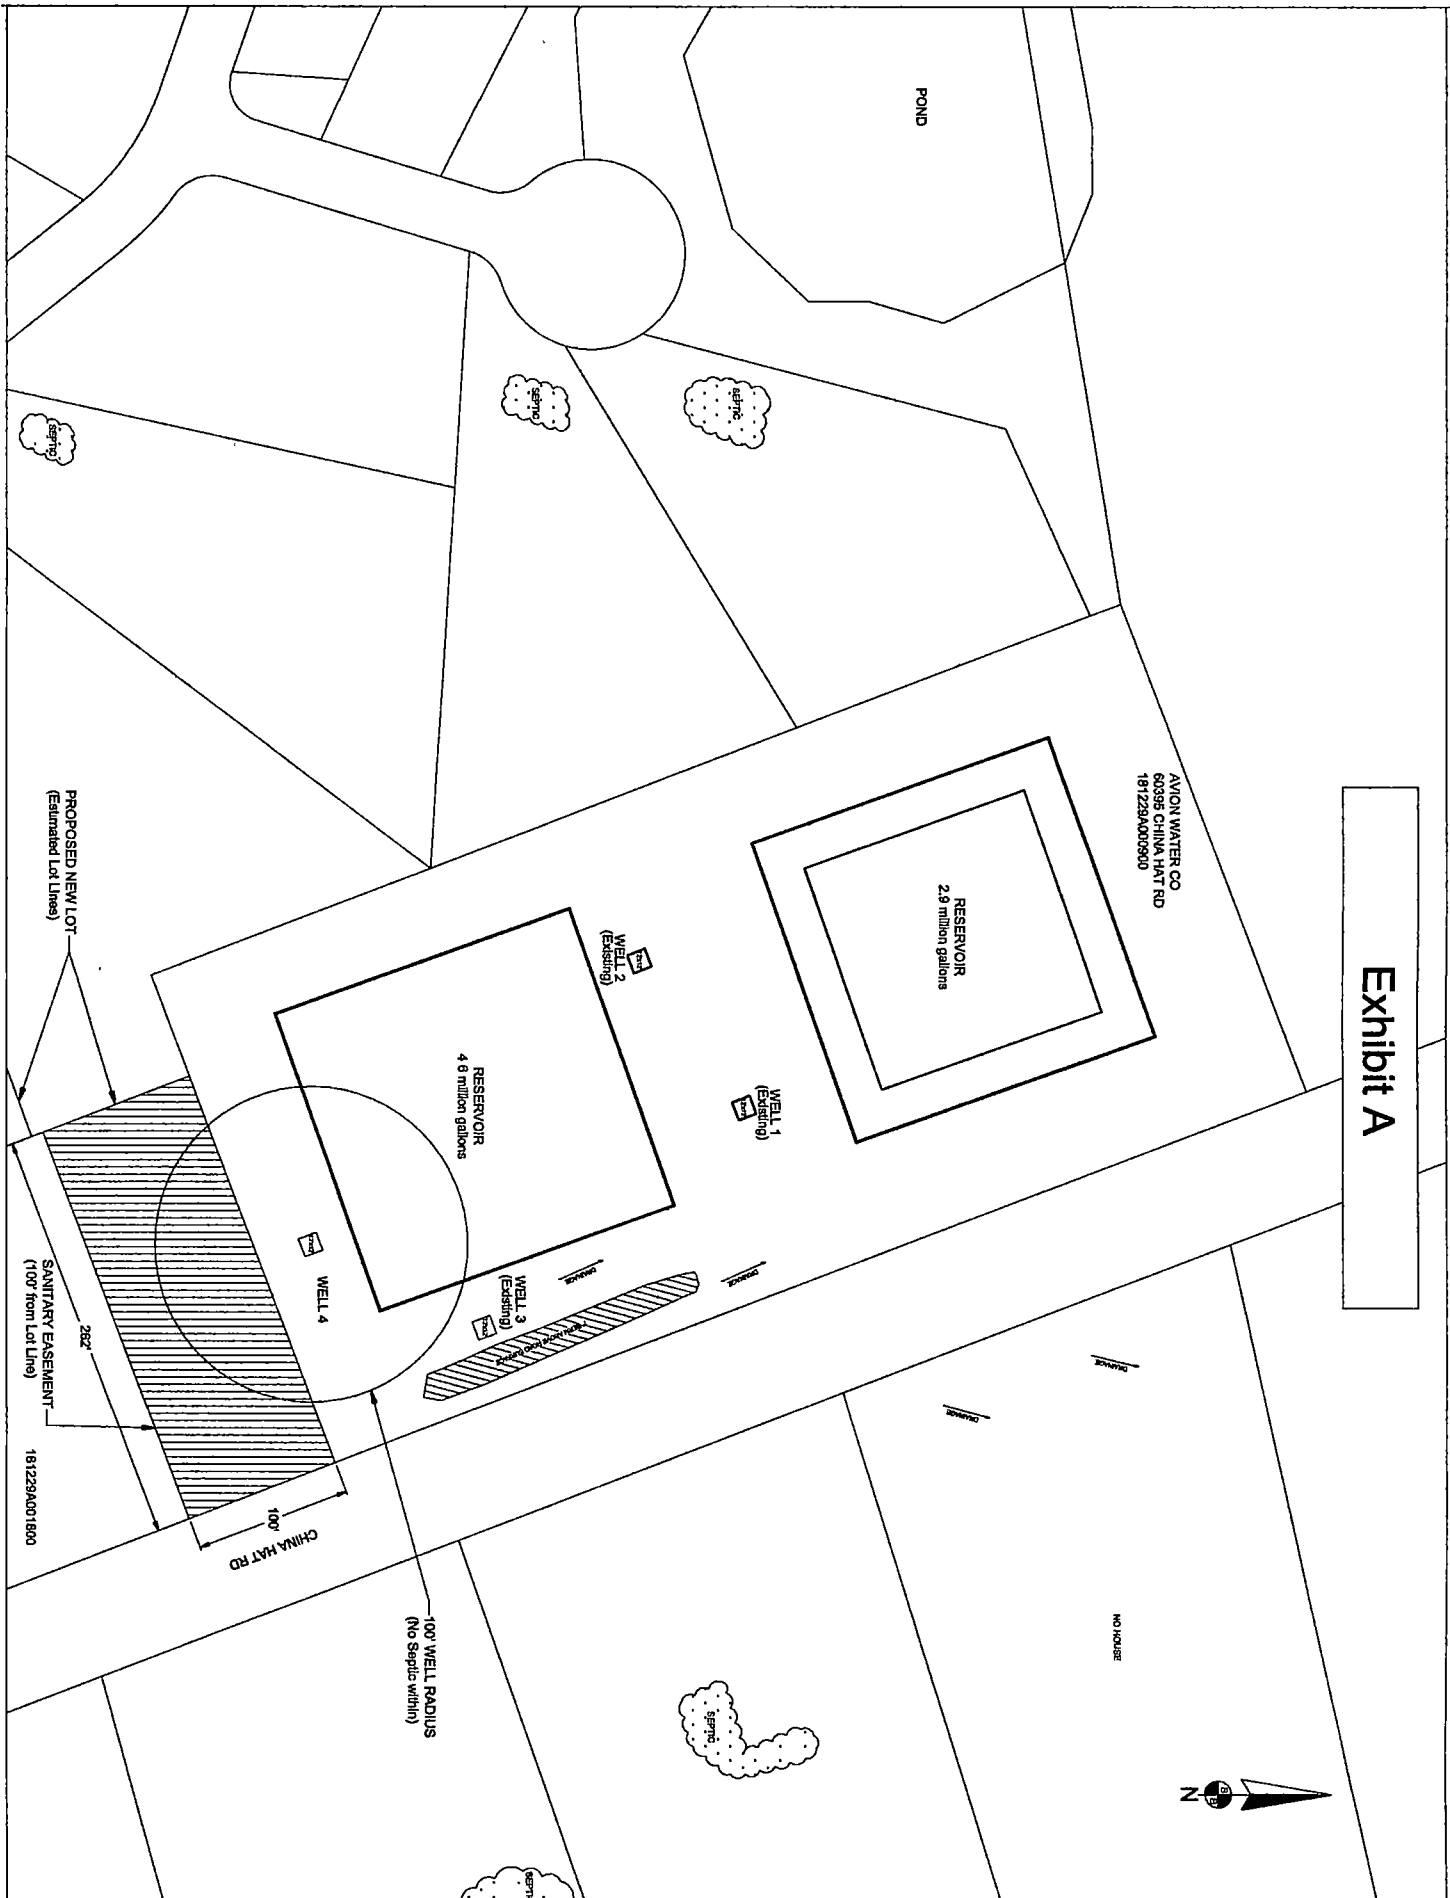 Exhibit A
POND
AVION WATER CO
60395 CHINA HAT RD
181229A000900
RESERVOIR
2.9 million gallons
NO HOUSE
N
SEPTIC
SEPTIC
SEPTIC
WELL 1
(Existing)
WELL 2
(Existing)
RESERVOIR
4 6 million gallons
WELL 3
(Existing)
DRAINAGE
DRAINAGE
DRAINAGE
DRAINAGE
SEPTIC
WELL 4
100' WELL RADIUS
(No Septic within)
CHINA HAT RD
100'
282'
PROPOSED NEW LOT
(Estimated Lot Lines)
SANITARY EASEMENT
(100' from Lot Line)
181229A001800